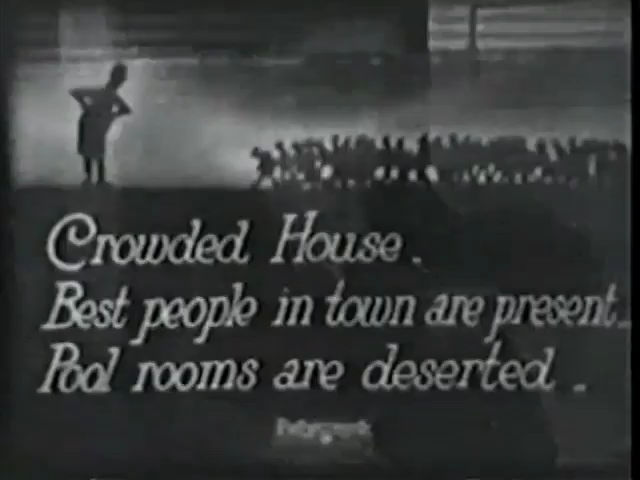 Crowded House.
Best people in town are present.
Pool rooms are deserted.